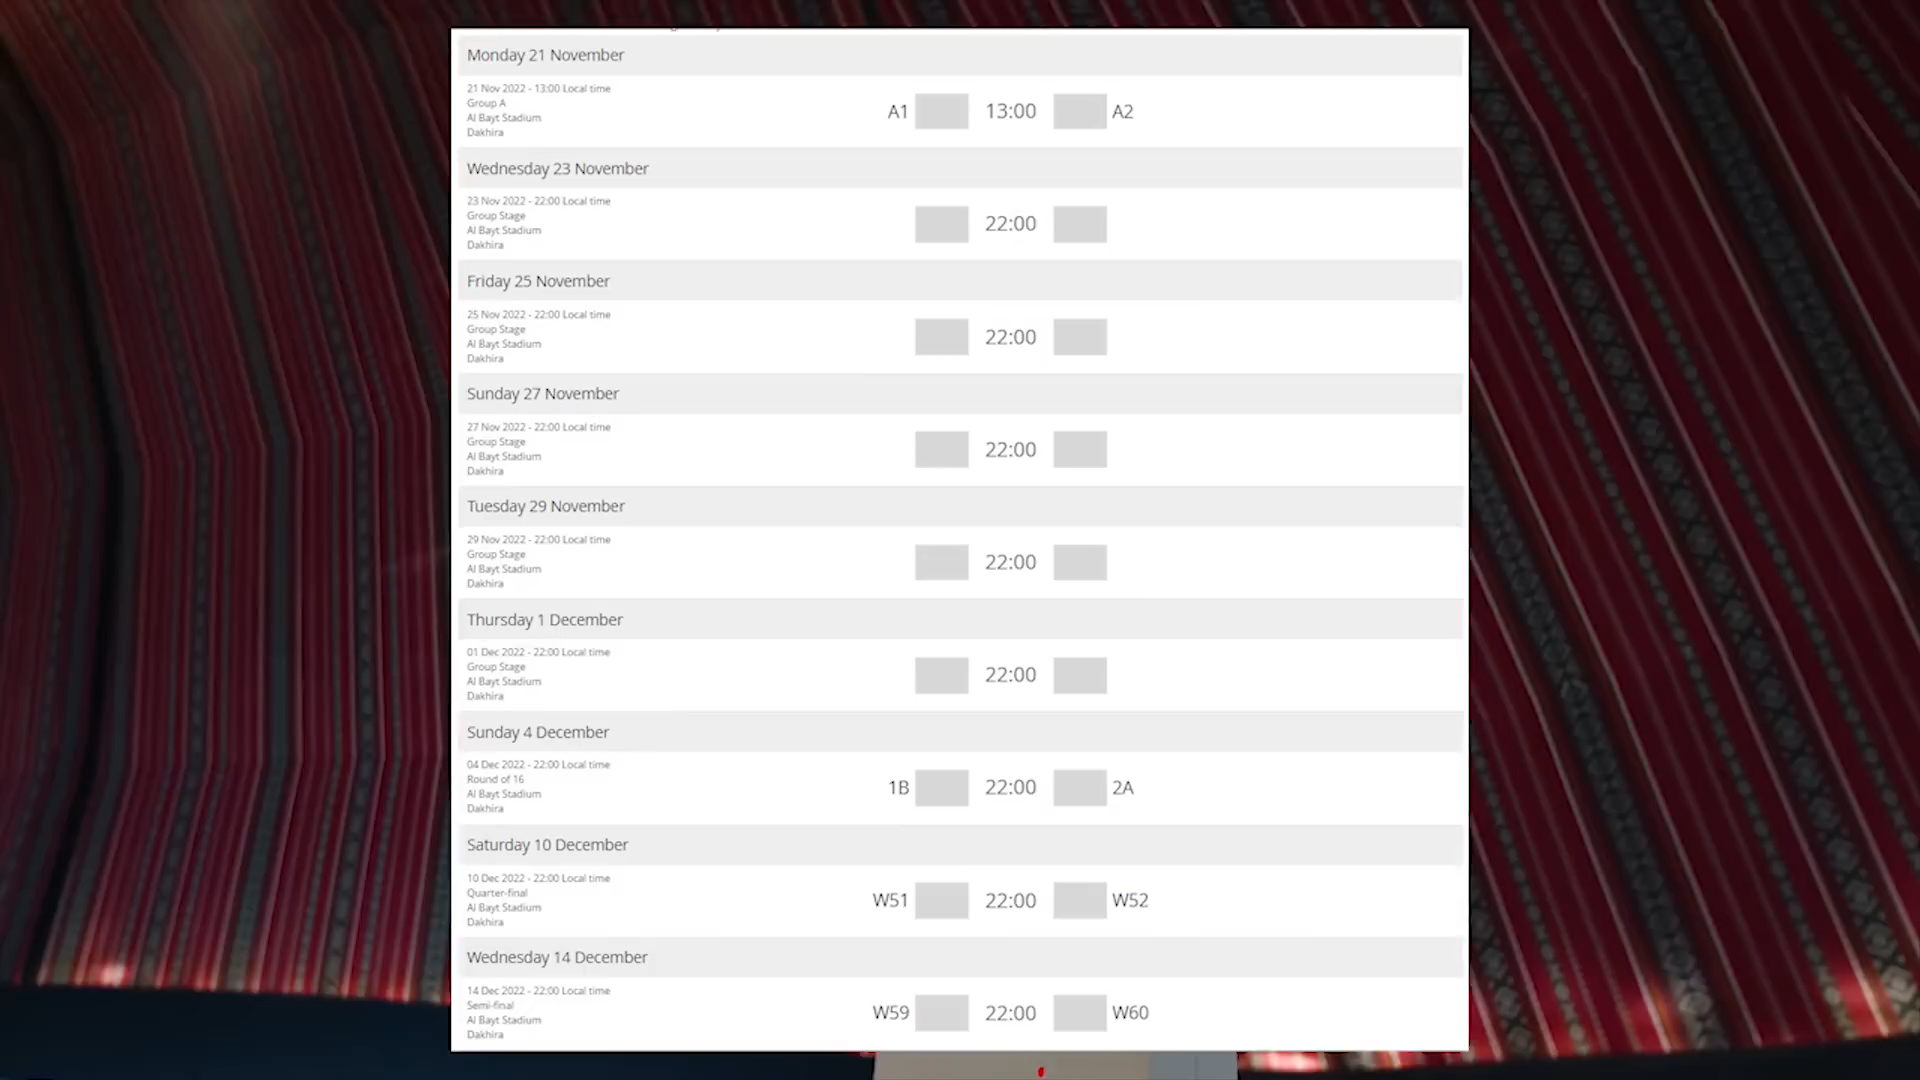 Monday 21 November
21 Nov 2022 - 13:00 Local time
Group A
Al Bayt Stadium
Dakhira
A1 13:00 A2
Wednesday 23 November
23 Nov 2022 - 22:00 Local time
Group Stage
Al Bayt Stadium
Dakhira
22:00
Friday 25 November
25 Nov 2022 - 22:00 Local time
Group Stage
Al Bayt Stadium
Dakhira
22:00
Sunday 27 November
27 Nov 2022 - 22:00 Local time
Group Stage
Al Bayt Stadium
Dakhira
22:00
Tuesday 29 November
29 Nov 2022 - 22:00 Local time
Group Stage
Al Bayt Stadium
Dakhira
22:00
Thursday 1 December
01 Dec 2022 - 22:00 Local time
Group Stage
Al Bayt Stadium
Dakhira
22:00
Sunday 4 December
04 Dec 2022 - 22:00 Local time
Round of 16
Al Bayt Stadium
Dakhira
1B 22:00 2A
Saturday 10 December
10 Dec 2022 - 22:00 Local time
Quarter-final
Al Bayt Stadium
Dakhira
W51 22:00 W52
Wednesday 14 December
14 Dec 2022 - 22:00 Local time
Semi-final
Al Bayt Stadium
Dakhira
W59 22:00 W60